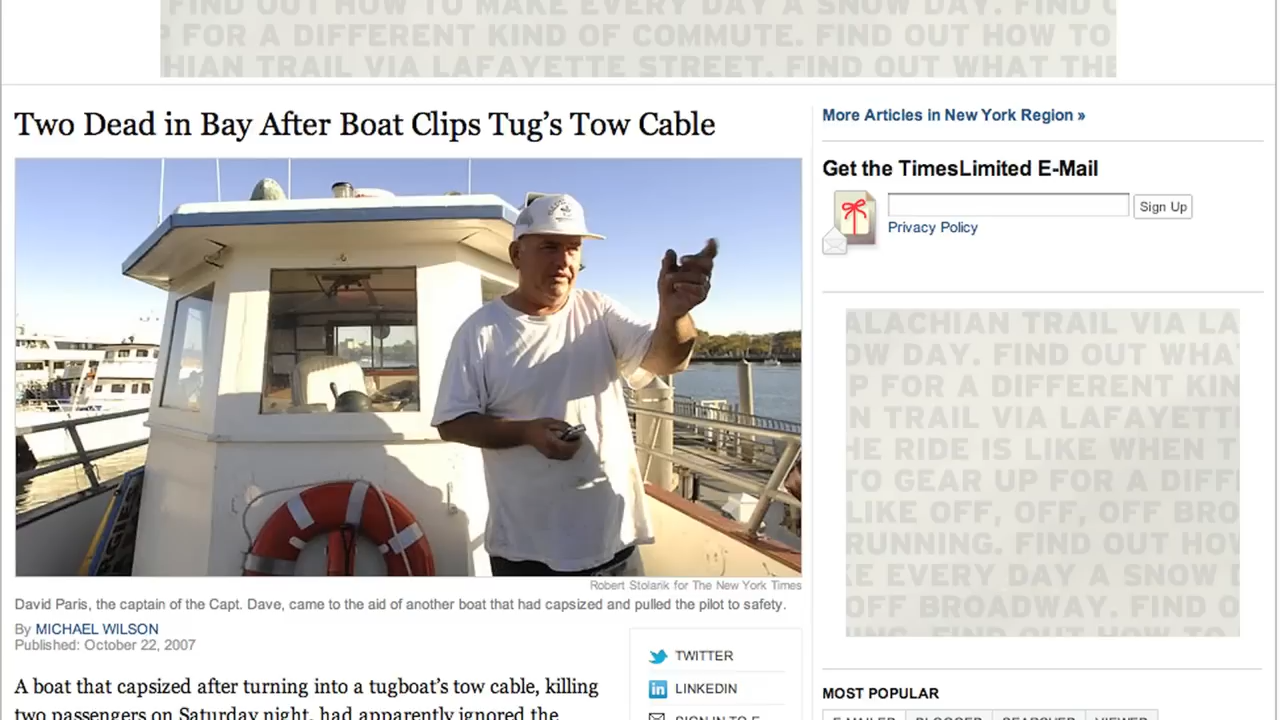 FIND OUT HOW TO MAKE EVERY DAY A SNOW DAY. FIND
FOR A DIFFERENT KIND OF COMMUTE. FIND OUT HOW TO
HIAN TRAIL VIA LAFAYETTE STREET. FIND OUT WHAT THE
Two Dead in Bay After Boat Clips Tug’s Tow Cable
Robert Stolarik for The New York Times
David Paris, the captain of the Capt. Dave, came to the aid of another boat that had capsized and pulled the pilot to safety.
By MICHAEL WILSON
Published: October 22, 2007
A boat that capsized after turning into a tugboat’s tow cable, killing
two passengers on Saturday night, had apparently ignored the
TWITTER
LINKEDIN
SIGN IN TO E-
More Articles in New York Region »
Get the TimesLimited E-Mail
Sign Up
Privacy Policy
ALACHIAN TRAIL VIA LA
OW DAY. FIND OUT WHA
P FOR A DIFFERENT KIN
N TRAIL VIA LAFAYETT
HE RIDE IS LIKE WHEN T
TO GEAR UP FOR A DIFF
LIKE OFF, OFF, OFF BRO
RUNNING. FIND OUT HOW
KE EVERY DAY A SNOW
OFF BROADWAY. FIND O
ING. FIND OUT HOW TO
MOST POPULAR
E-MAILED BLOGGED SEARCHED VIEWED